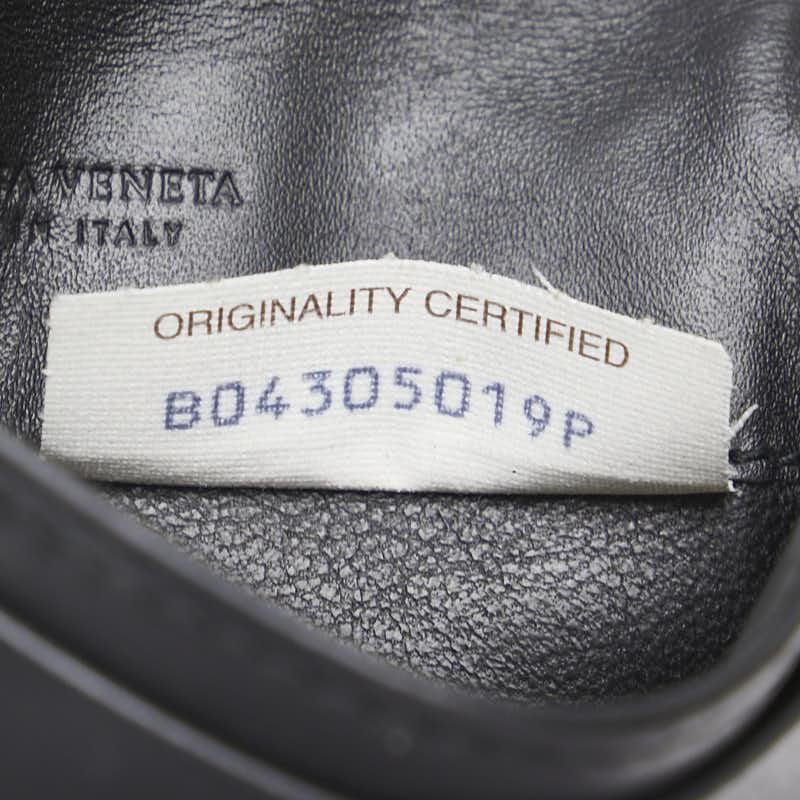 VENETA
ITALY
ORIGINALITY CERTIFIED
B04305019P